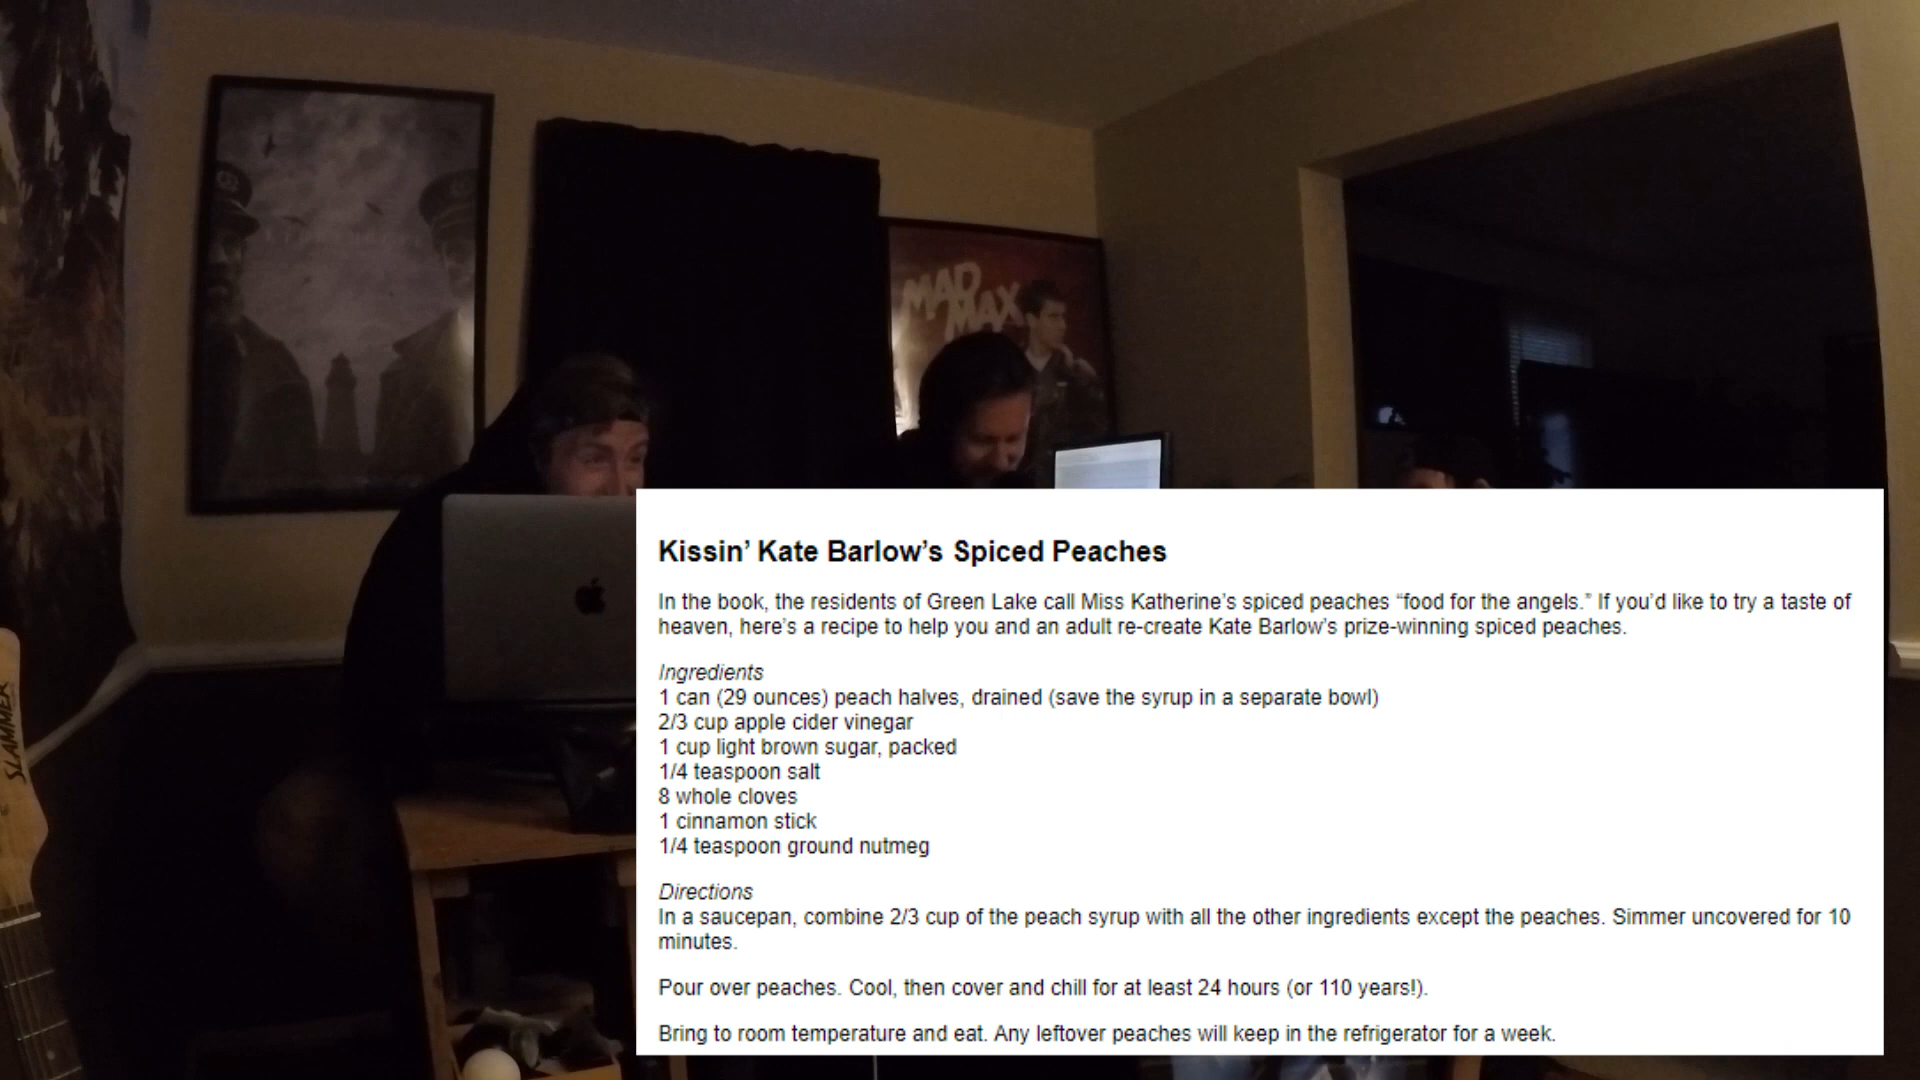 MAD
MAX
SLAMMER
Kissin’ Kate Barlow’s Spiced Peaches
In the book, the residents of Green Lake call Miss Katherine’s spiced peaches “food for the angels.” If you’d like to try a taste of
heaven, here’s a recipe to help you and an adult re-create Kate Barlow’s prize-winning spiced peaches.
Ingredients
1 can (29 ounces) peach halves, drained (save the syrup in a separate bowl)
2/3 cup apple cider vinegar
1 cup light brown sugar, packed
1/4 teaspoon salt
8 whole cloves
1 cinnamon stick
1/4 teaspoon ground nutmeg
Directions
In a saucepan, combine 2/3 cup of the peach syrup with all the other ingredients except the peaches. Simmer uncovered for 10
minutes.
Pour over peaches. Cool, then cover and chill for at least 24 hours (or 110 years!).
Bring to room temperature and eat. Any leftover peaches will keep in the refrigerator for a week.